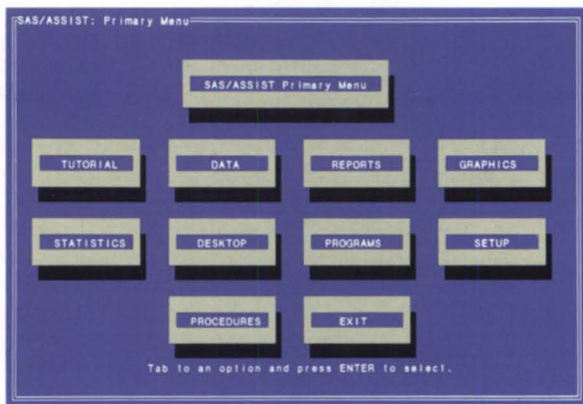 SAS/ASSIST: Primary Menu
SAS/ASSIST Primary Menu
TUTORIAL DATA REPORTS GRAPHICS
STATISTICS DESKTOP PROGRAMS SETUP
PROCEDURES EXIT
Tab to an option and press ENTER to select.